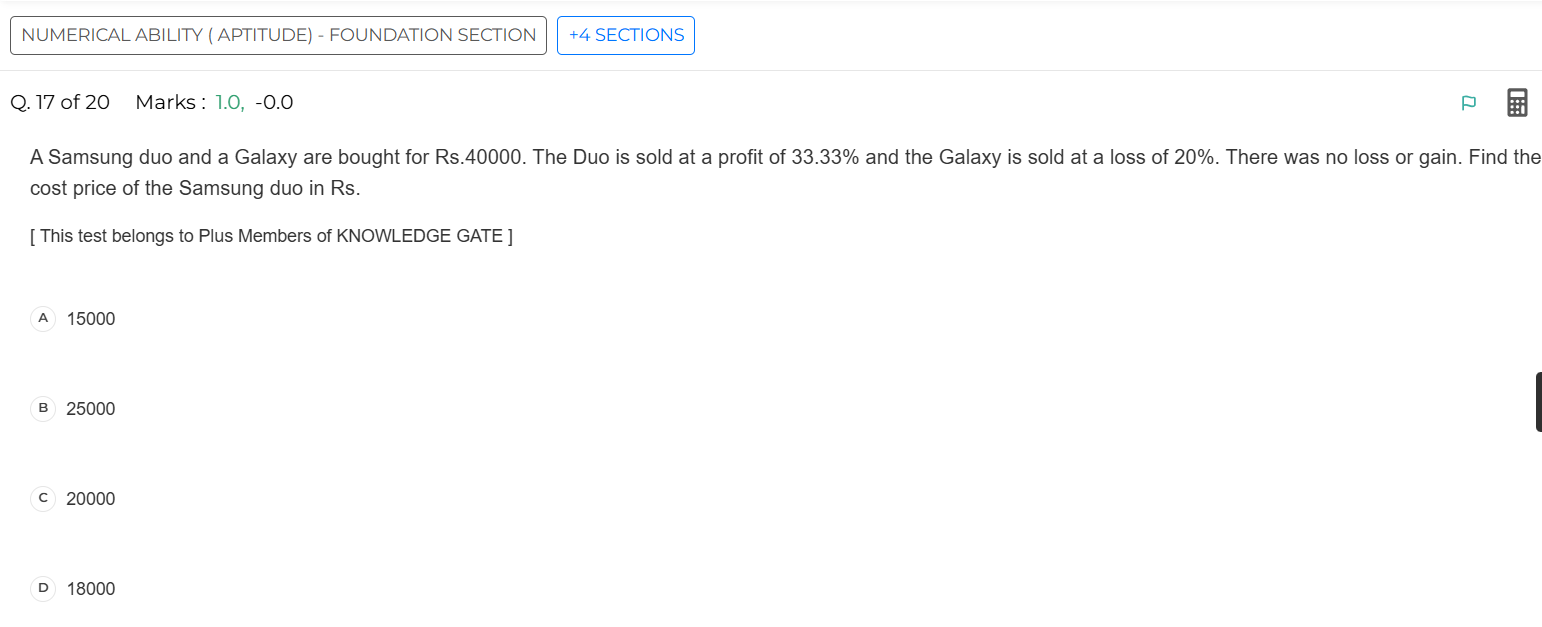 NUMERICAL ABILITY ( APTITUDE) - FOUNDATION SECTION +4 SECTIONS
Q. 17 of 20 Marks : 1.0, -0.0
A Samsung duo and a Galaxy are bought for Rs.40000. The Duo is sold at a profit of 33.33% and the Galaxy is sold at a loss of 20%. There was no loss or gain. Find the
cost price of the Samsung duo in Rs.
[ This test belongs to Plus Members of KNOWLEDGE GATE ]
A 15000
B 25000
C 20000
D 18000